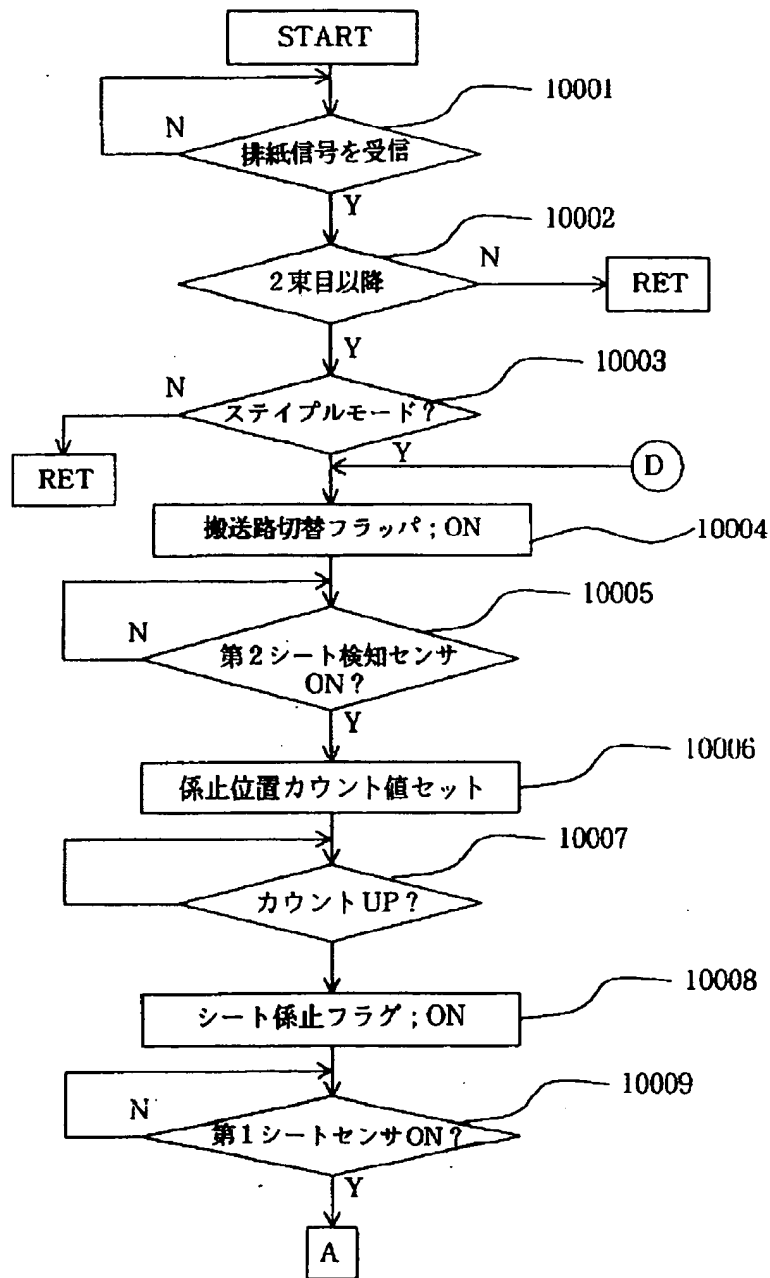 START
10001
N
排紙信号を受信
Y
10002
2束目以降
N
RET
Y
10003
N
ステイプルモード?
Y
D
RET
搬送路切替フラッパ;ON
10004
10005
N
第2シート検知センサ
ON?
Y
10006
係止位置カウント値セット
10007
カウントUP?
10008
シート係止フラグ;ON
10009
N
第1シートセンサON?
Y
A